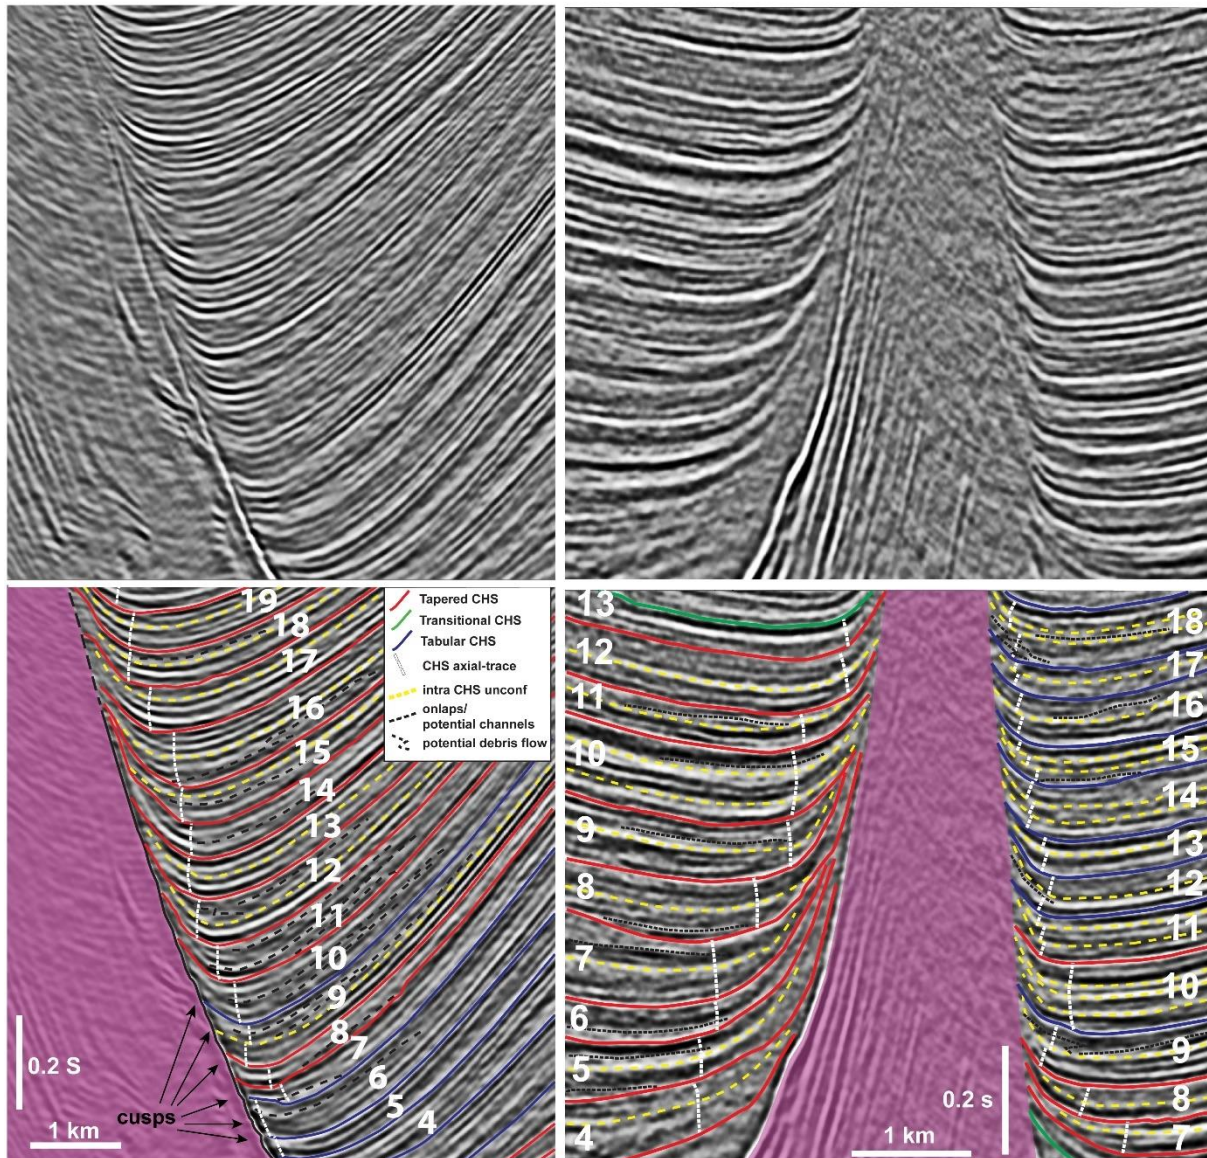 Tapered CHS
Transitional CHS
Tabular CHS
CHS axial-trace
intra CHS unconf
onlaps/
potential channels
potential debris flow
19
18
17
16
15
14
13
12
11
10
9
8
7
6
5
4
0.2 S
cusps
1 km
13
12
11
10
9
8
7
6
5
4
18
17
16
15
14
13
12
11
10
9
8
7
0.2 s
1 km